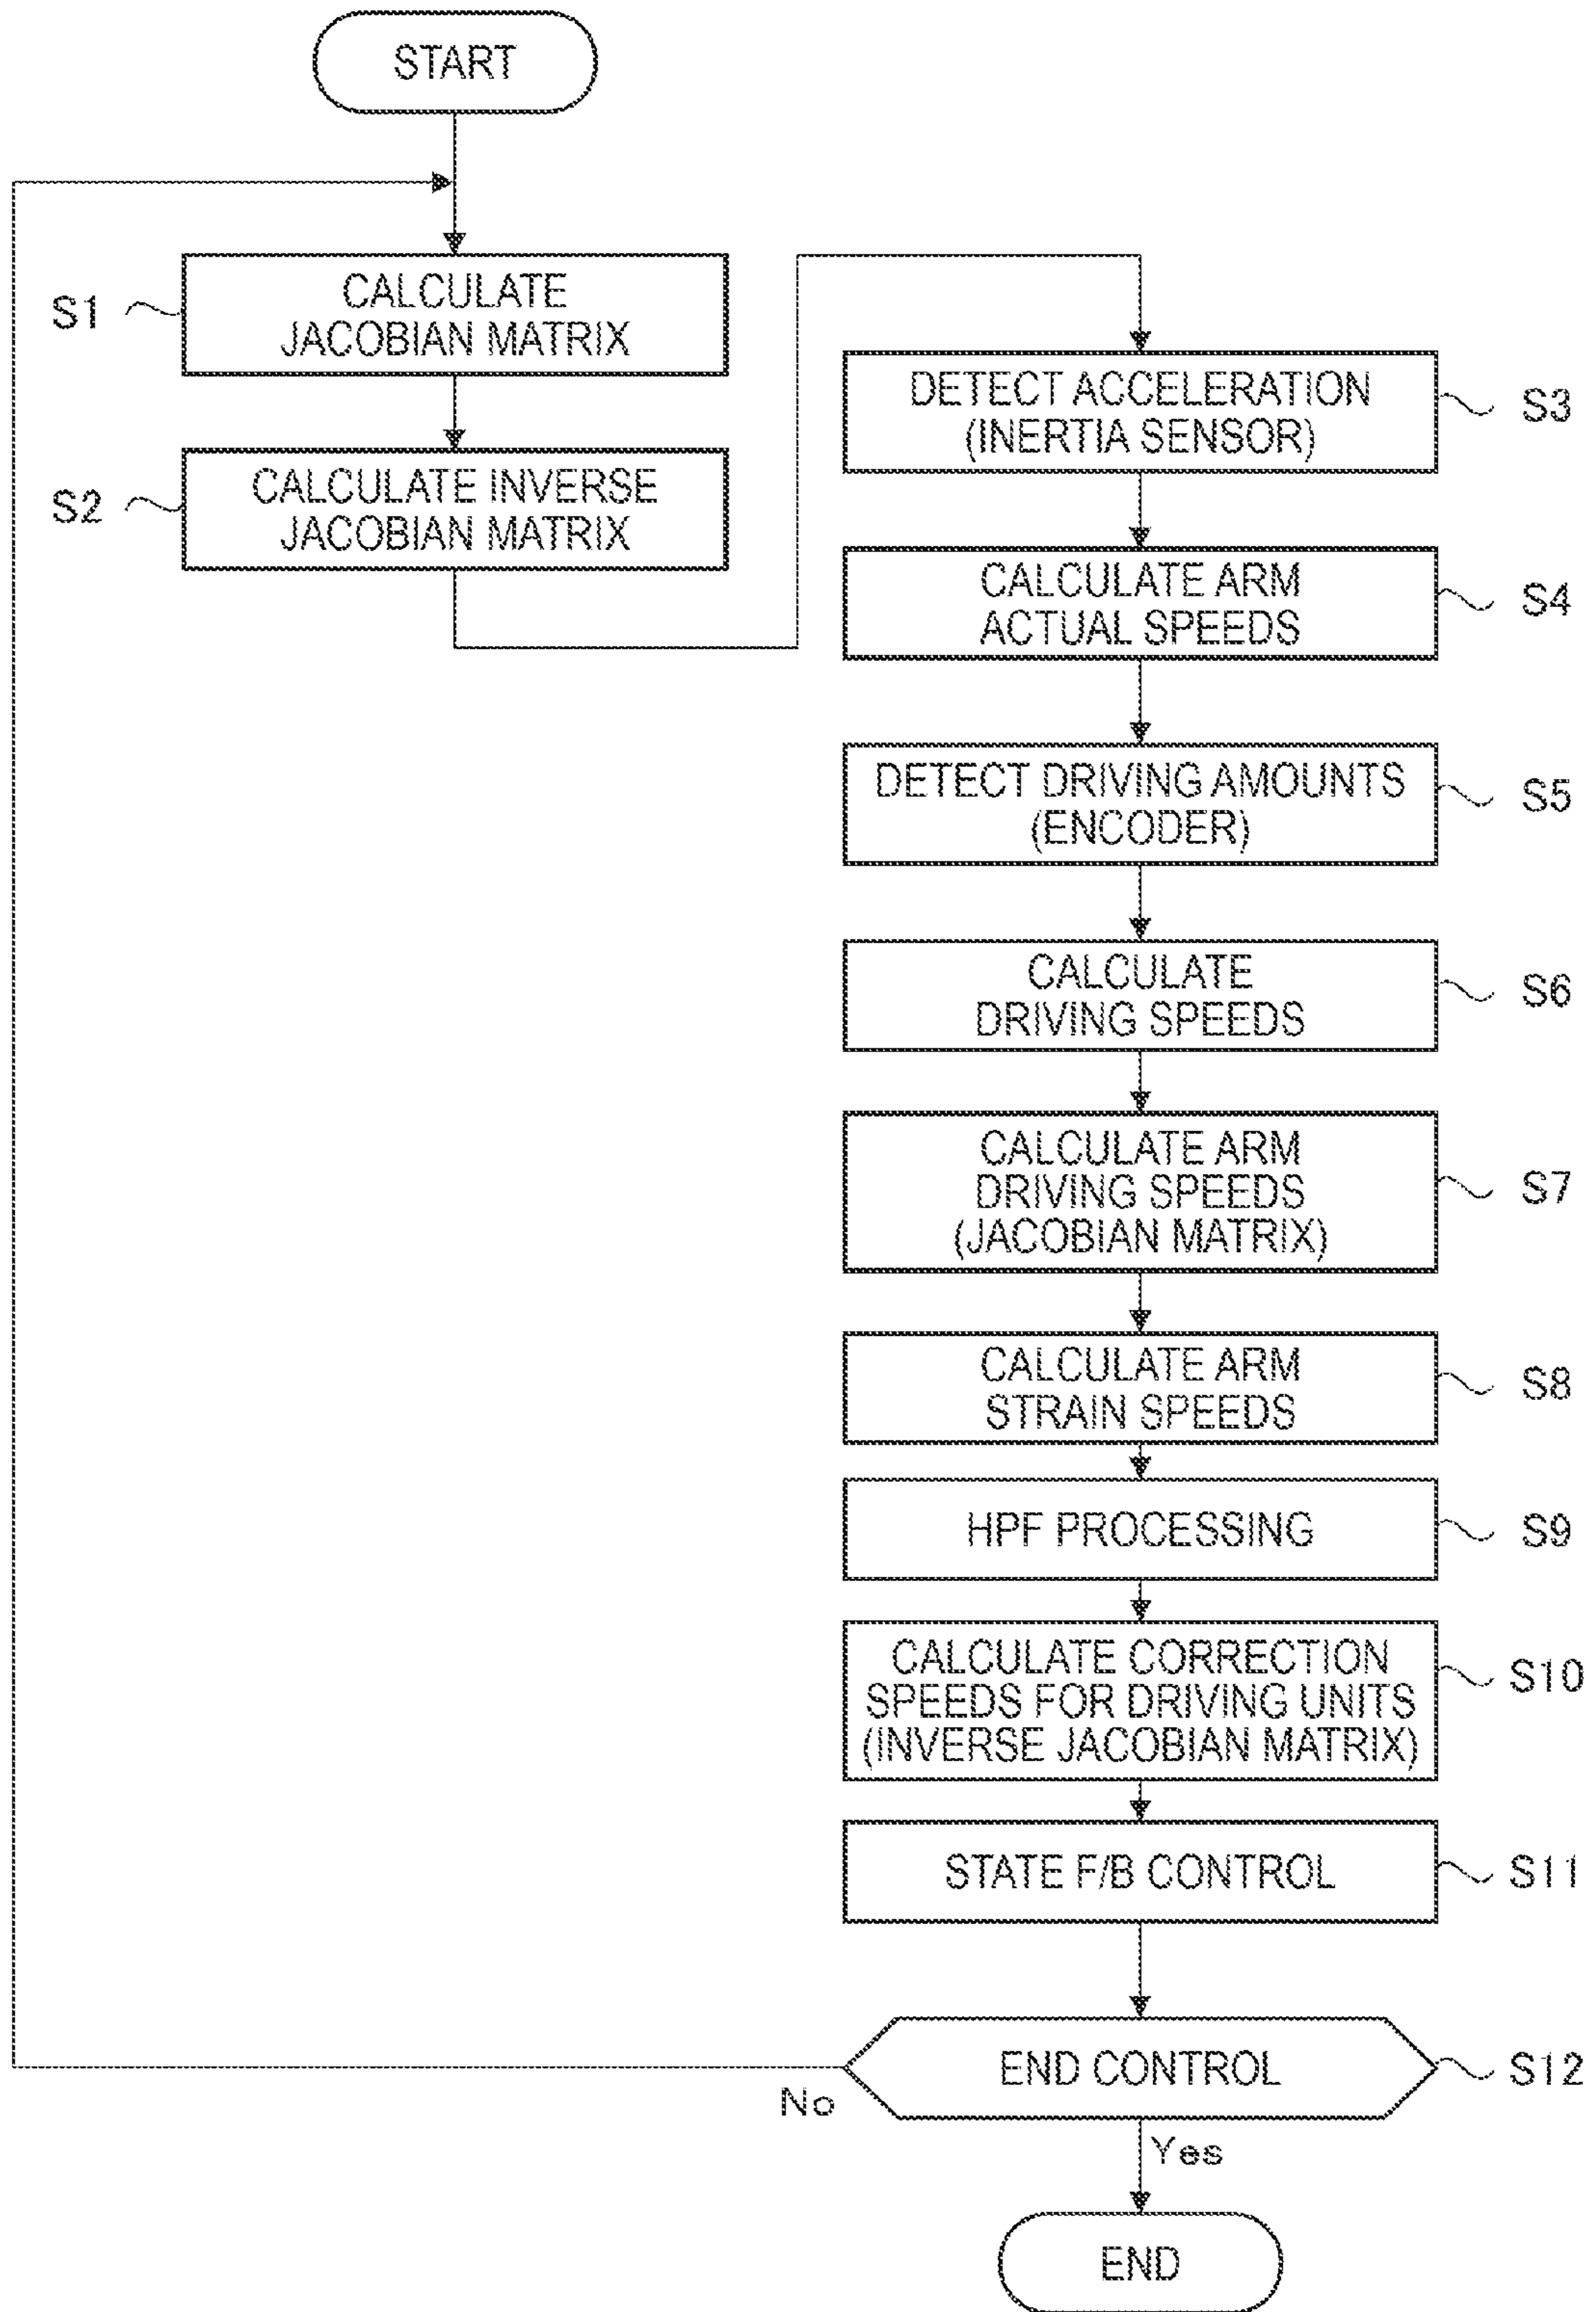 START
S1
CALCULATE
JACOBIAN MATRIX
S2
CALCULATE INVERSE
JACOBIAN MATRIX
DETECT ACCELERATION
(INERTIA SENSOR)
S3
CALCULATE ARM
ACTUAL SPEEDS
S4
DETECT DRIVING AMOUNTS
(ENCODER)
S5
CALCULATE
DRIVING SPEEDS
S6
CALCULATE ARM
DRIVING SPEEDS
(JACOBIAN MATRIX)
S7
CALCULATE ARM
STRAIN SPEEDS
S8
HPF PROCESSING
S9
CALCULATE CORRECTION
SPEEDS FOR DRIVING UNITS
(INVERSE JACOBIAN MATRIX)
S10
STATE F/B CONTROL
S11
END CONTROL
S12
No
Yes
END